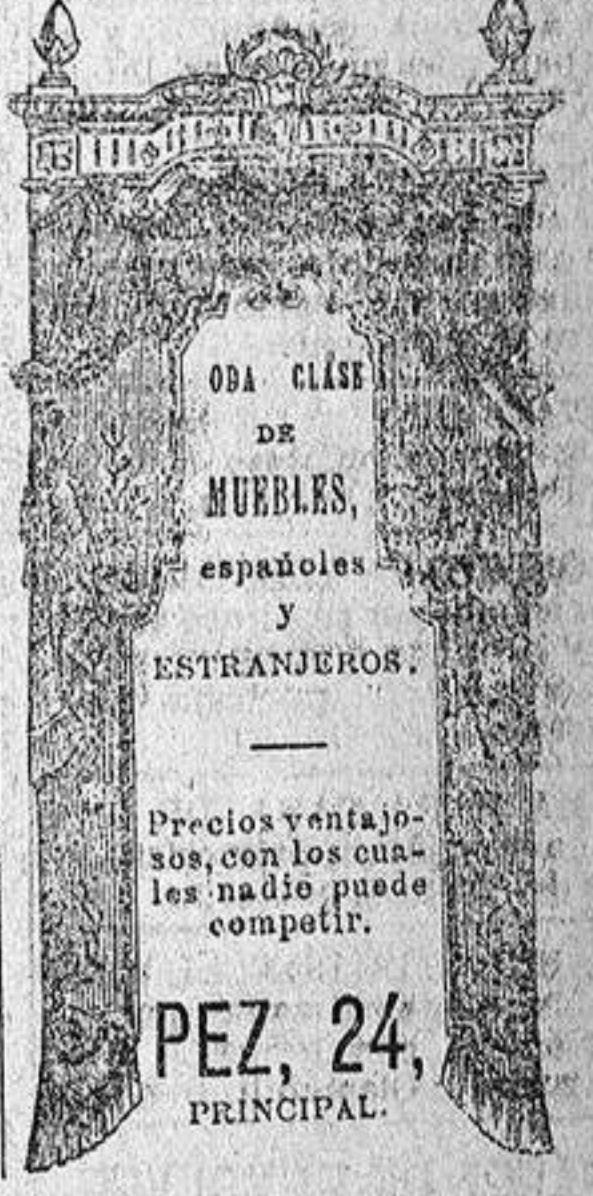 ODA CLASE
DE
MUEBLES,
españoles
y
ESTRANJEROS.
Precios ventajo-
sos, con los cua-
les nadie puede
competir.
PEZ, 24,
PRINCIPAL.